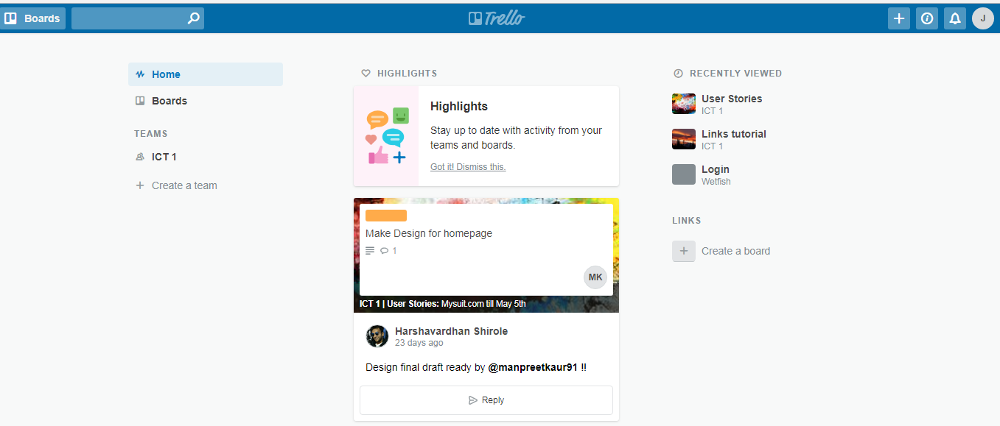 Boards
Trello
J
Home
Boards
TEAMS
ICT 1
Create a team
HIGHLIGHTS
Highlights
Stay up to date with activity from your
teams and boards.
Got it! Dismiss this.
Make Design for homepage
1
MK
ICT 1 | User Stories: Mysuit.com till May 5th
Harshavardhan Shirole
23 days ago
Design final draft ready by @manpreetkaur91 !!
Reply
RECENTLY VIEWED
User Stories
ICT 1
Links tutorial
ICT 1
Login
Wetfish
LINKS
Create a board